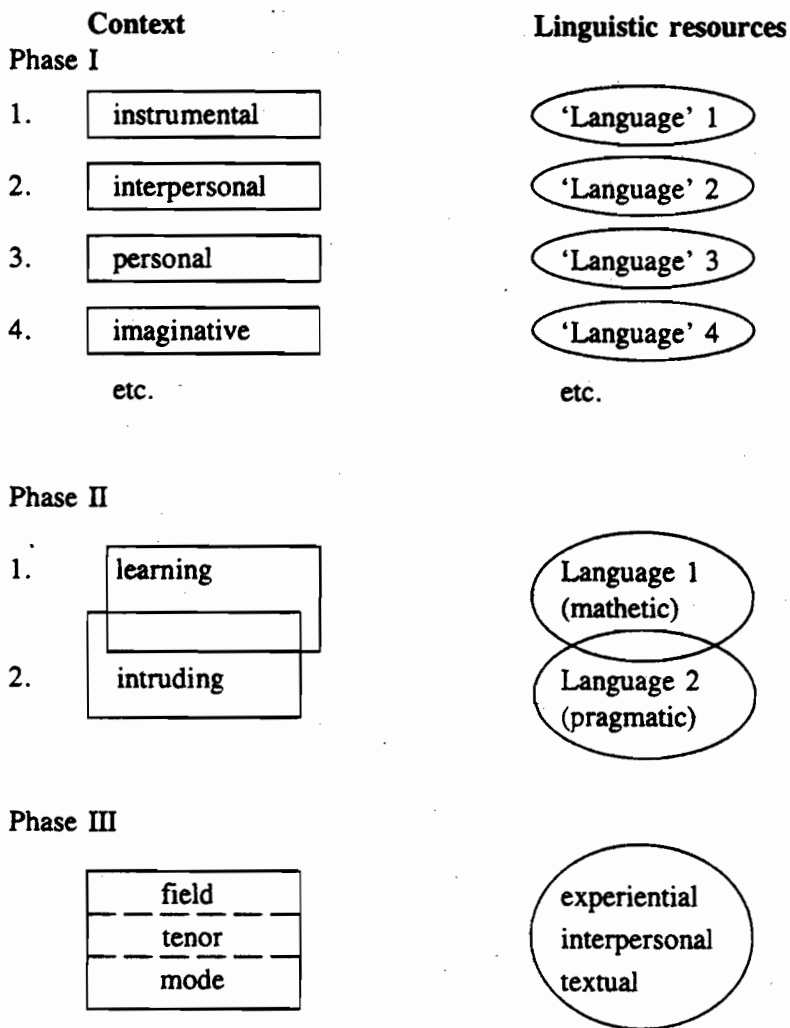 Context Linguistic resources
Phase I
1. instrumental ‘Language’ 1
2. interpersonal ‘Language’ 2
3. personal ‘Language’ 3
4. imaginative ‘Language’ 4
etc. etc.
Phase II
1. learning Language 1
(mathetic)
2. intruding Language 2
(pragmatic)
Phase III
field experiential
tenor interpersonal
mode textual